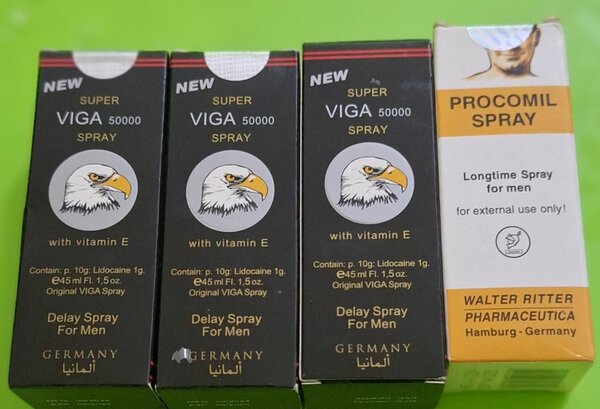 NEW
SUPER
VIGA 50000
SPRAY
with vitamin E
Contain: p. 10g: Lidocaine 1g.
℮45 ml Fl. 1,5 oz.
Original VIGA Spray
Delay Spray
For Men
GERMANY
ألمانيا
NEW
SUPER
VIGA 50000
SPRAY
with vitamin E
Contain: p. 10g: Lidocaine 1g.
℮45 ml Fl. 1,5 oz.
Original VIGA Spray
Delay Spray
For Men
GERMANY
ألمانيا
NEW
SUPER
VIGA 50000
SPRAY
with vitamin E
Contain: p. 10g: Lidocaine 1g.
℮45 ml Fl. 1,5 oz.
Original VIGA Spray
Delay Spray
For Men
GERMANY
ألمانيا
PROCOMIL
SPRAY
Longtime Spray
for men
for external use only!
WALTER RITTER
PHARMACEUTICA
Hamburg - Germany